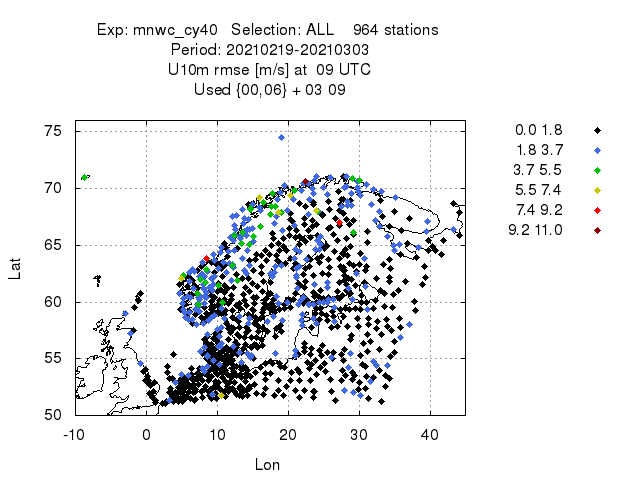 Exp: mnwc_cy40 Selection: ALL 964 stations
Period: 20210219-20210303
U10m rmse [m/s] at 09 UTC
Used {00,06} + 03 09
0.0 1.8
1.8 3.7
3.7 5.5
5.5 7.4
7.4 9.2
9.2 11.0
75
70
65
60
55
50
Lat
-10 0 10 20 30 40
Lon